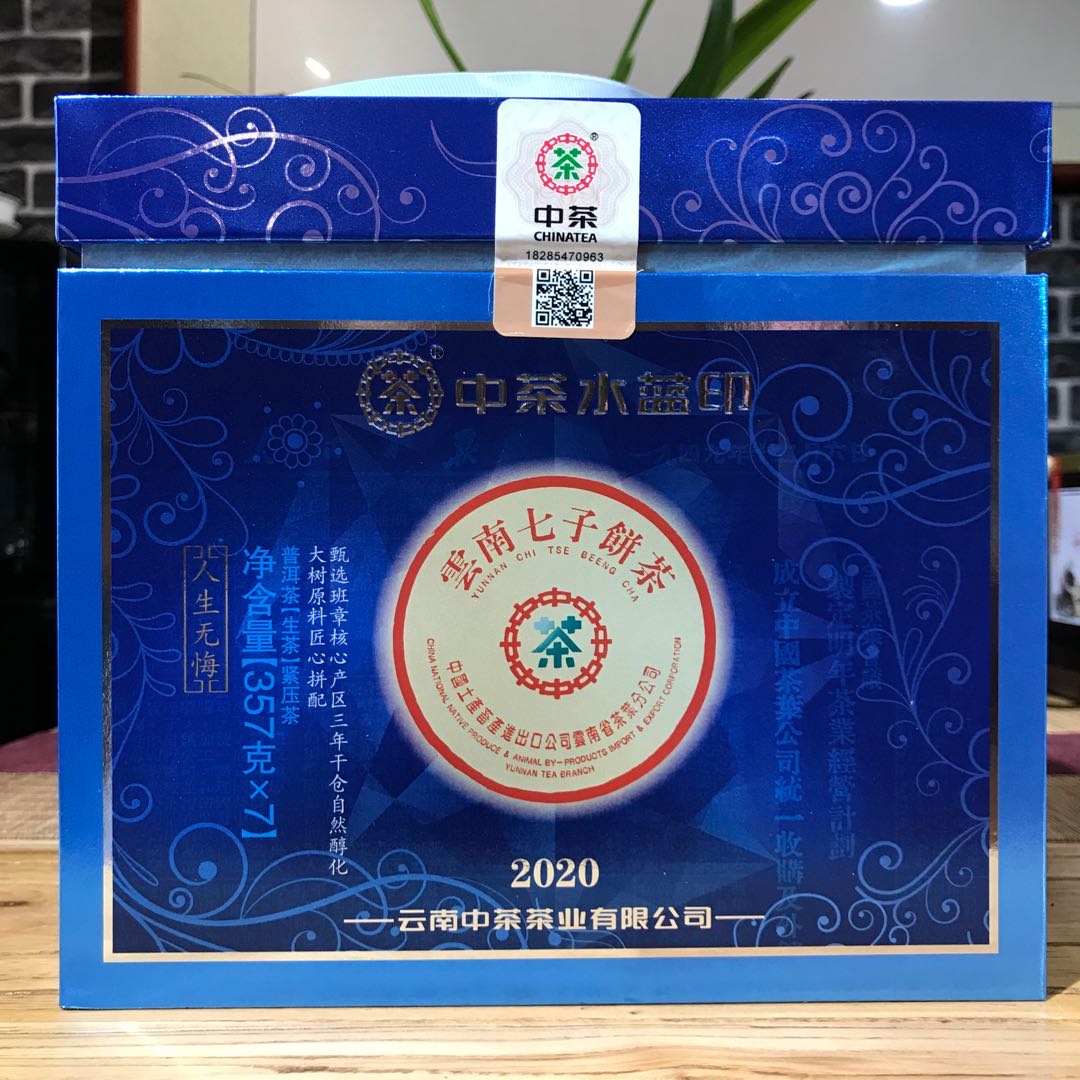 茶®
中茶
CHINATEA
18285470963
茶®中茶水蓝印
雲南七子餅茶
YUNNAN CHI TSE BEENG CHA
茶
中國土產畜產進出口公司雲南省茶葉分公司
CHINA NATIONAL NATIVE PRODUCE & ANIMAL BY-PRODUCTS IMPORT & EXPORT CORPORATION
YUNNAN TEA BRANCH
甄选班章核心产区三年干仓自然醇化
大树原料匠心拼配
普洱茶【生茶】紧压茶
净含量【357克×7】
人生无悔
成立中國茶葉公司統一收購及
2020
云南中茶茶业有限公司